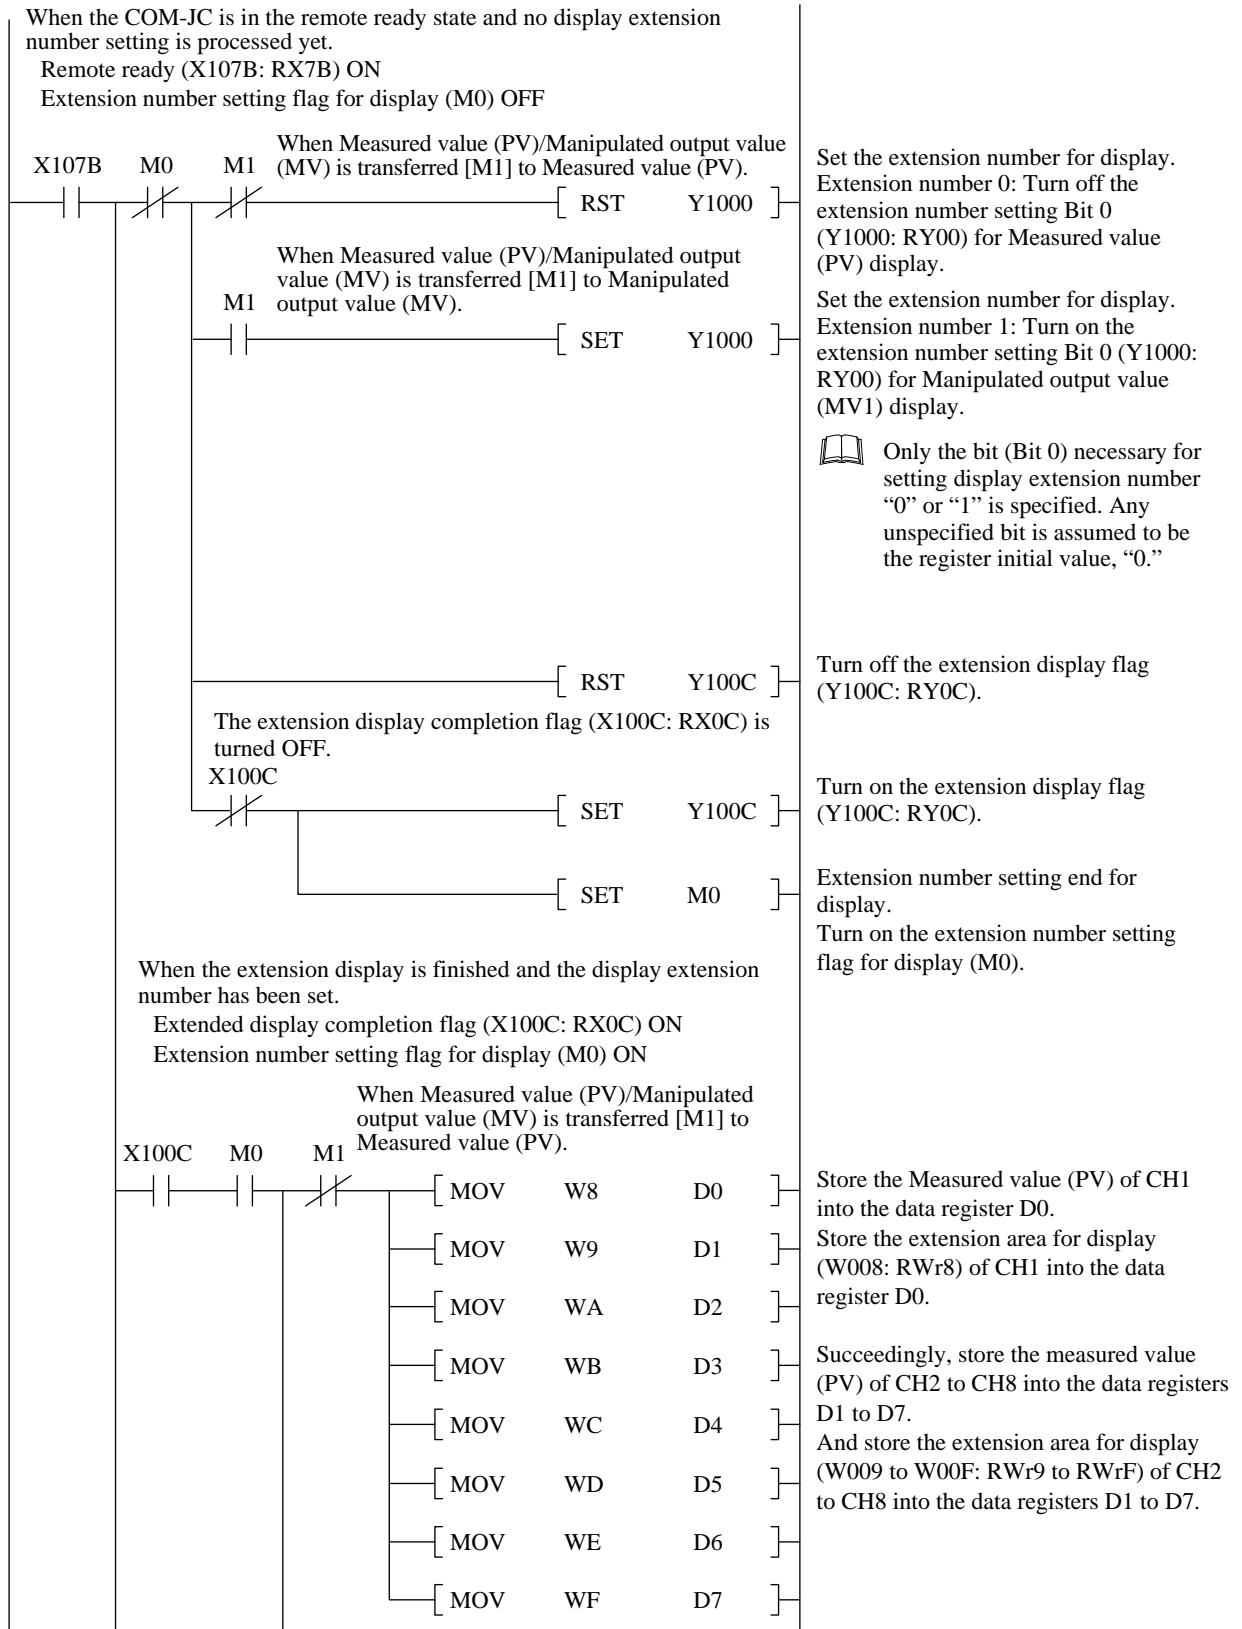 When the COM-JC is in the remote ready state and no display extension
number setting is processed yet.
Remote ready (X107B: RX7B) ON
Extension number setting flag for display (M0) OFF
When Measured value (PV)/Manipulated output value
(MV) is transferred [M1] to Measured value (PV).
X107B M0 M1
RST Y1000
Set the extension number for display.
Extension number 0: Turn off the
extension number setting Bit 0
(Y1000: RY00) for Measured value
(PV) display.
When Measured value (PV)/Manipulated output
value (MV) is transferred [M1] to Manipulated
output value (MV).
M1
SET Y1000
Set the extension number for display.
Extension number 1: Turn on the
extension number setting Bit 0 (Y1000:
RY00) for Manipulated output value
(MV1) display.
Only the bit (Bit 0) necessary for
setting display extension number
“0” or “1” is specified. Any
unspecified bit is assumed to be
the register initial value, “0.”
RST Y100C
Turn off the extension display flag
(Y100C: RY0C).
The extension display completion flag (X100C: RX0C) is
turned OFF.
X100C
SET Y100C
Turn on the extension display flag
(Y100C: RY0C).
SET M0
Extension number setting end for
display.
Turn on the extension number setting
flag for display (M0).
When the extension display is finished and the display extension
number has been set.
Extended display completion flag (X100C: RX0C) ON
Extension number setting flag for display (M0) ON
When Measured value (PV)/Manipulated
output value (MV) is transferred [M1] to
Measured value (PV).
X100C M0 M1
MOV W8 D0
MOV W9 D1
MOV WA D2
MOV WB D3
MOV WC D4
MOV WD D5
MOV WE D6
MOV WF D7
Store the Measured value (PV) of CH1
into the data register D0.
Store the extension area for display
(W008: RWr8) of CH1 into the data
register D0.
Succeedingly, store the measured value
(PV) of CH2 to CH8 into the data registers
D1 to D7.
And store the extension area for display
(W009 to W00F: RWr9 to RWrF) of CH2
to CH8 into the data registers D1 to D7.